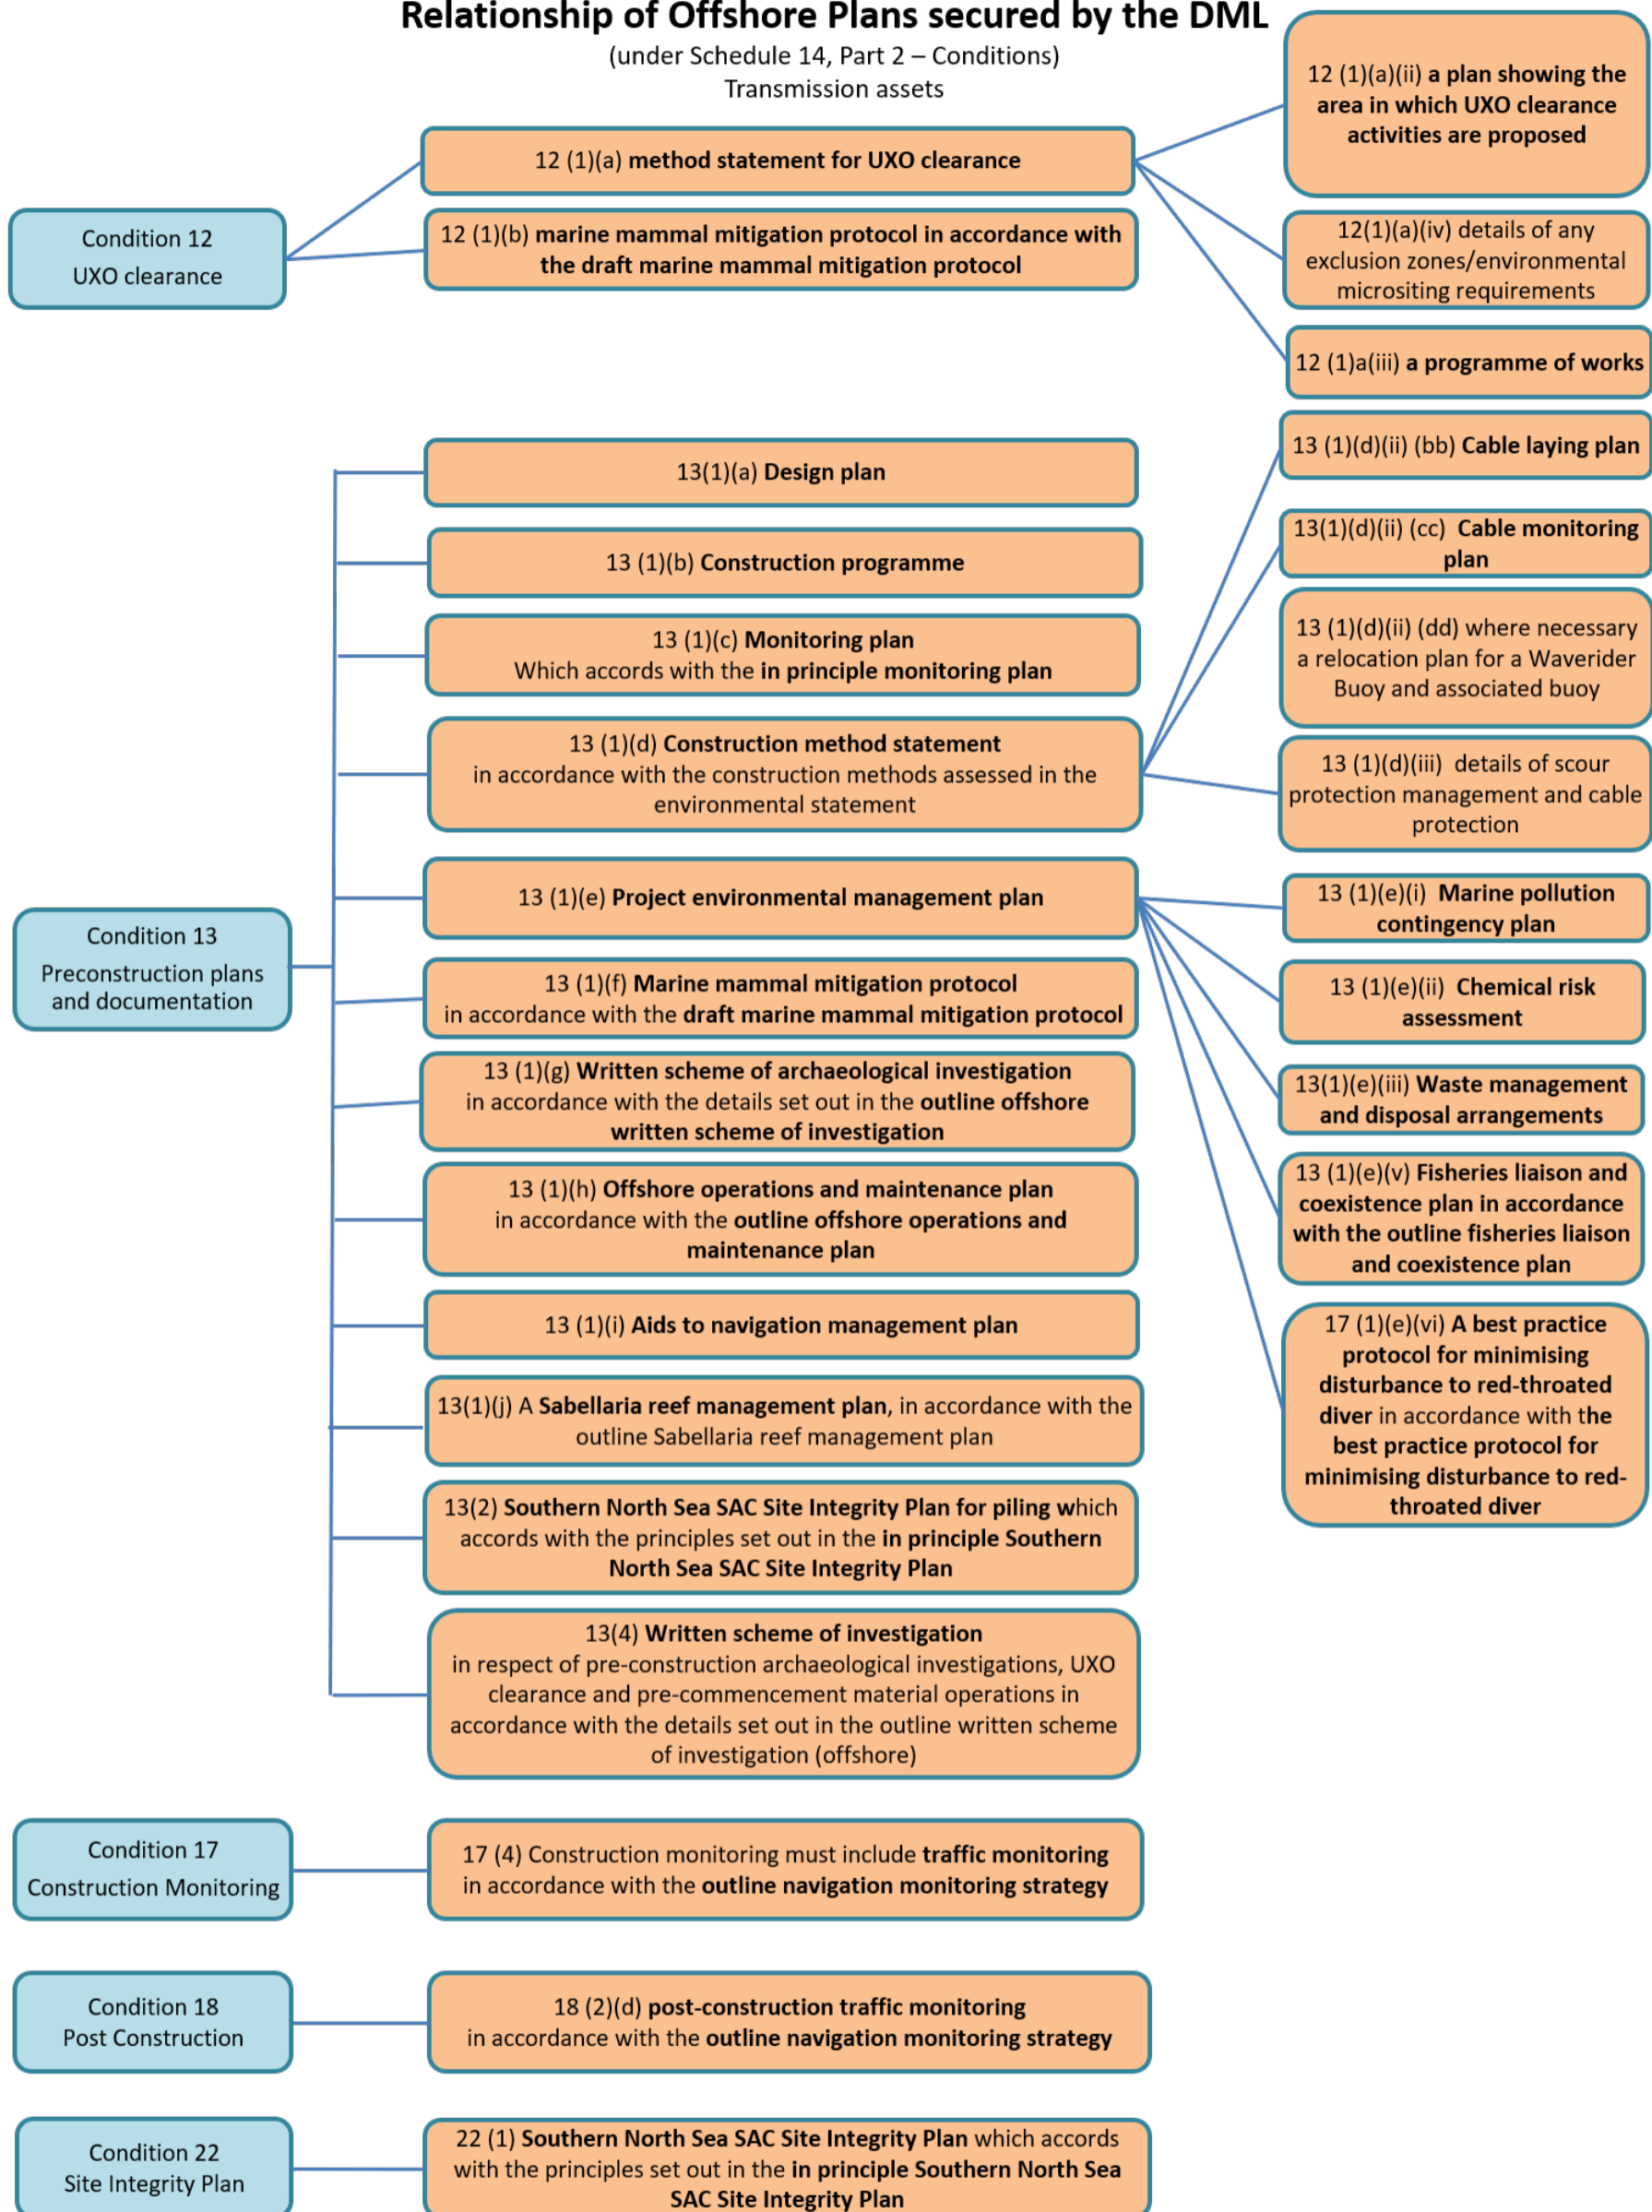 Relationship of Offshore Plans secured by the DML
(under Schedule 14, Part 2 – Conditions)
Transmission assets
Condition 12
UXO clearance
12 (1)(a) method statement for UXO clearance
12 (1)(b) marine mammal mitigation protocol in accordance with
the draft marine mammal mitigation protocol
12 (1)(a)(ii) a plan showing the
area in which UXO clearance
activities are proposed
12(1)(a)(iv) details of any
exclusion zones/environmental
micrositing requirements
12 (1)a(iii) a programme of works
Condition 13
Preconstruction plans
and documentation
13(1)(a) Design plan
13 (1)(b) Construction programme
13 (1)(c) Monitoring plan
Which accords with the in principle monitoring plan
13 (1)(d) Construction method statement
in accordance with the construction methods assessed in the
environmental statement
13 (1)(e) Project environmental management plan
13 (1)(f) Marine mammal mitigation protocol
in accordance with the draft marine mammal mitigation protocol
13 (1)(g) Written scheme of archaeological investigation
in accordance with the details set out in the outline offshore
written scheme of investigation
13 (1)(h) Offshore operations and maintenance plan
in accordance with the outline offshore operations and
maintenance plan
13 (1)(i) Aids to navigation management plan
13(1)(j) A Sabellaria reef management plan, in accordance with the
outline Sabellaria reef management plan
13(2) Southern North Sea SAC Site Integrity Plan for piling which
accords with the principles set out in the in principle Southern
North Sea SAC Site Integrity Plan
13(4) Written scheme of investigation
in respect of pre-construction archaeological investigations, UXO
clearance and pre-commencement material operations in
accordance with the details set out in the outline written scheme
of investigation (offshore)
13 (1)(d)(ii) (bb) Cable laying plan
13(1)(d)(ii) (cc) Cable monitoring
plan
13 (1)(d)(ii) (dd) where necessary
a relocation plan for a Waverider
Buoy and associated buoy
13 (1)(d)(iii) details of scour
protection management and cable
protection
13 (1)(e)(i) Marine pollution
contingency plan
13 (1)(e)(ii) Chemical risk
assessment
13(1)(e)(iii) Waste management
and disposal arrangements
13 (1)(e)(v) Fisheries liaison and
coexistence plan in accordance
with the outline fisheries liaison
and coexistence plan
17 (1)(e)(vi) A best practice
protocol for minimising
disturbance to red-throated
diver in accordance with the
best practice protocol for
minimising disturbance to red-
throated diver
Condition 17
Construction Monitoring
17 (4) Construction monitoring must include traffic monitoring
in accordance with the outline navigation monitoring strategy
Condition 18
Post Construction
18 (2)(d) post-construction traffic monitoring
in accordance with the outline navigation monitoring strategy
Condition 22
Site Integrity Plan
22 (1) Southern North Sea SAC Site Integrity Plan which accords
with the principles set out in the in principle Southern North Sea
SAC Site Integrity Plan